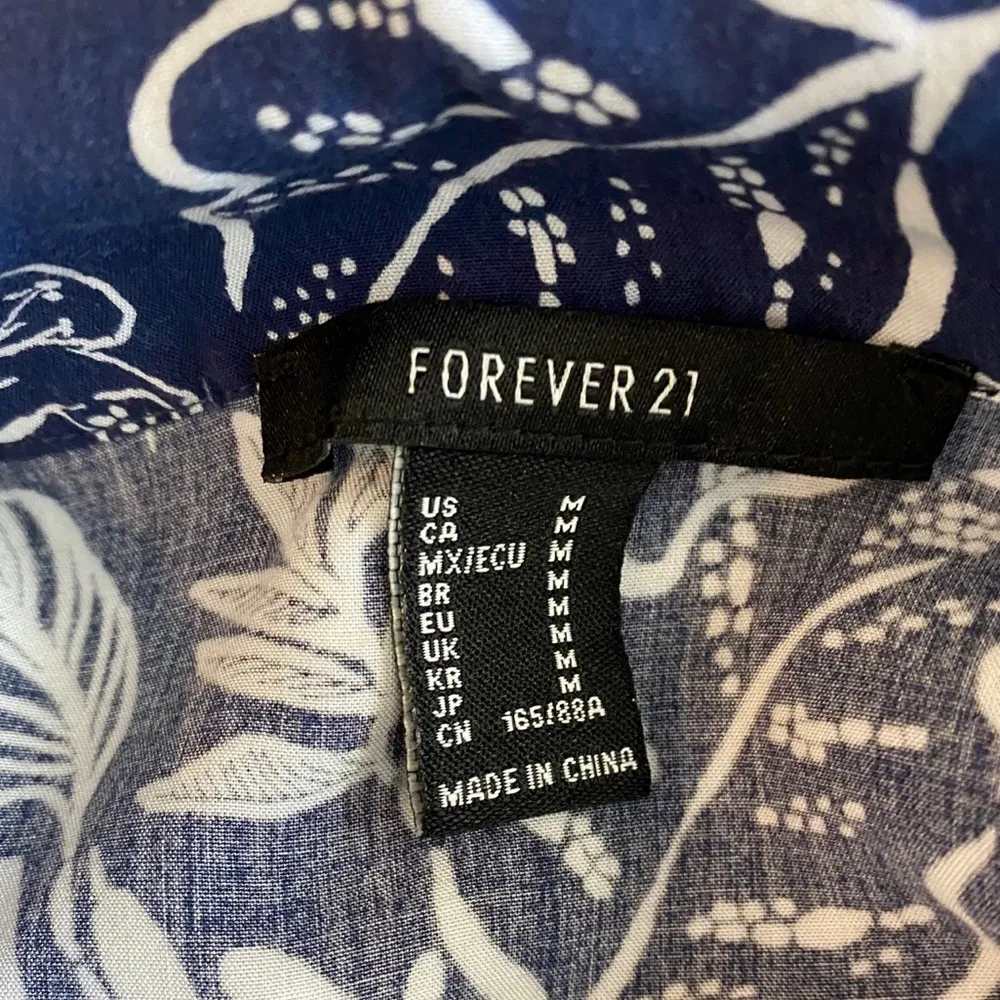 FOREVER 21
US M
CA M
MX/ECU M
BR M
EU M
UK M
KR M
JP M
CN 165/88A
MADE IN CHINA